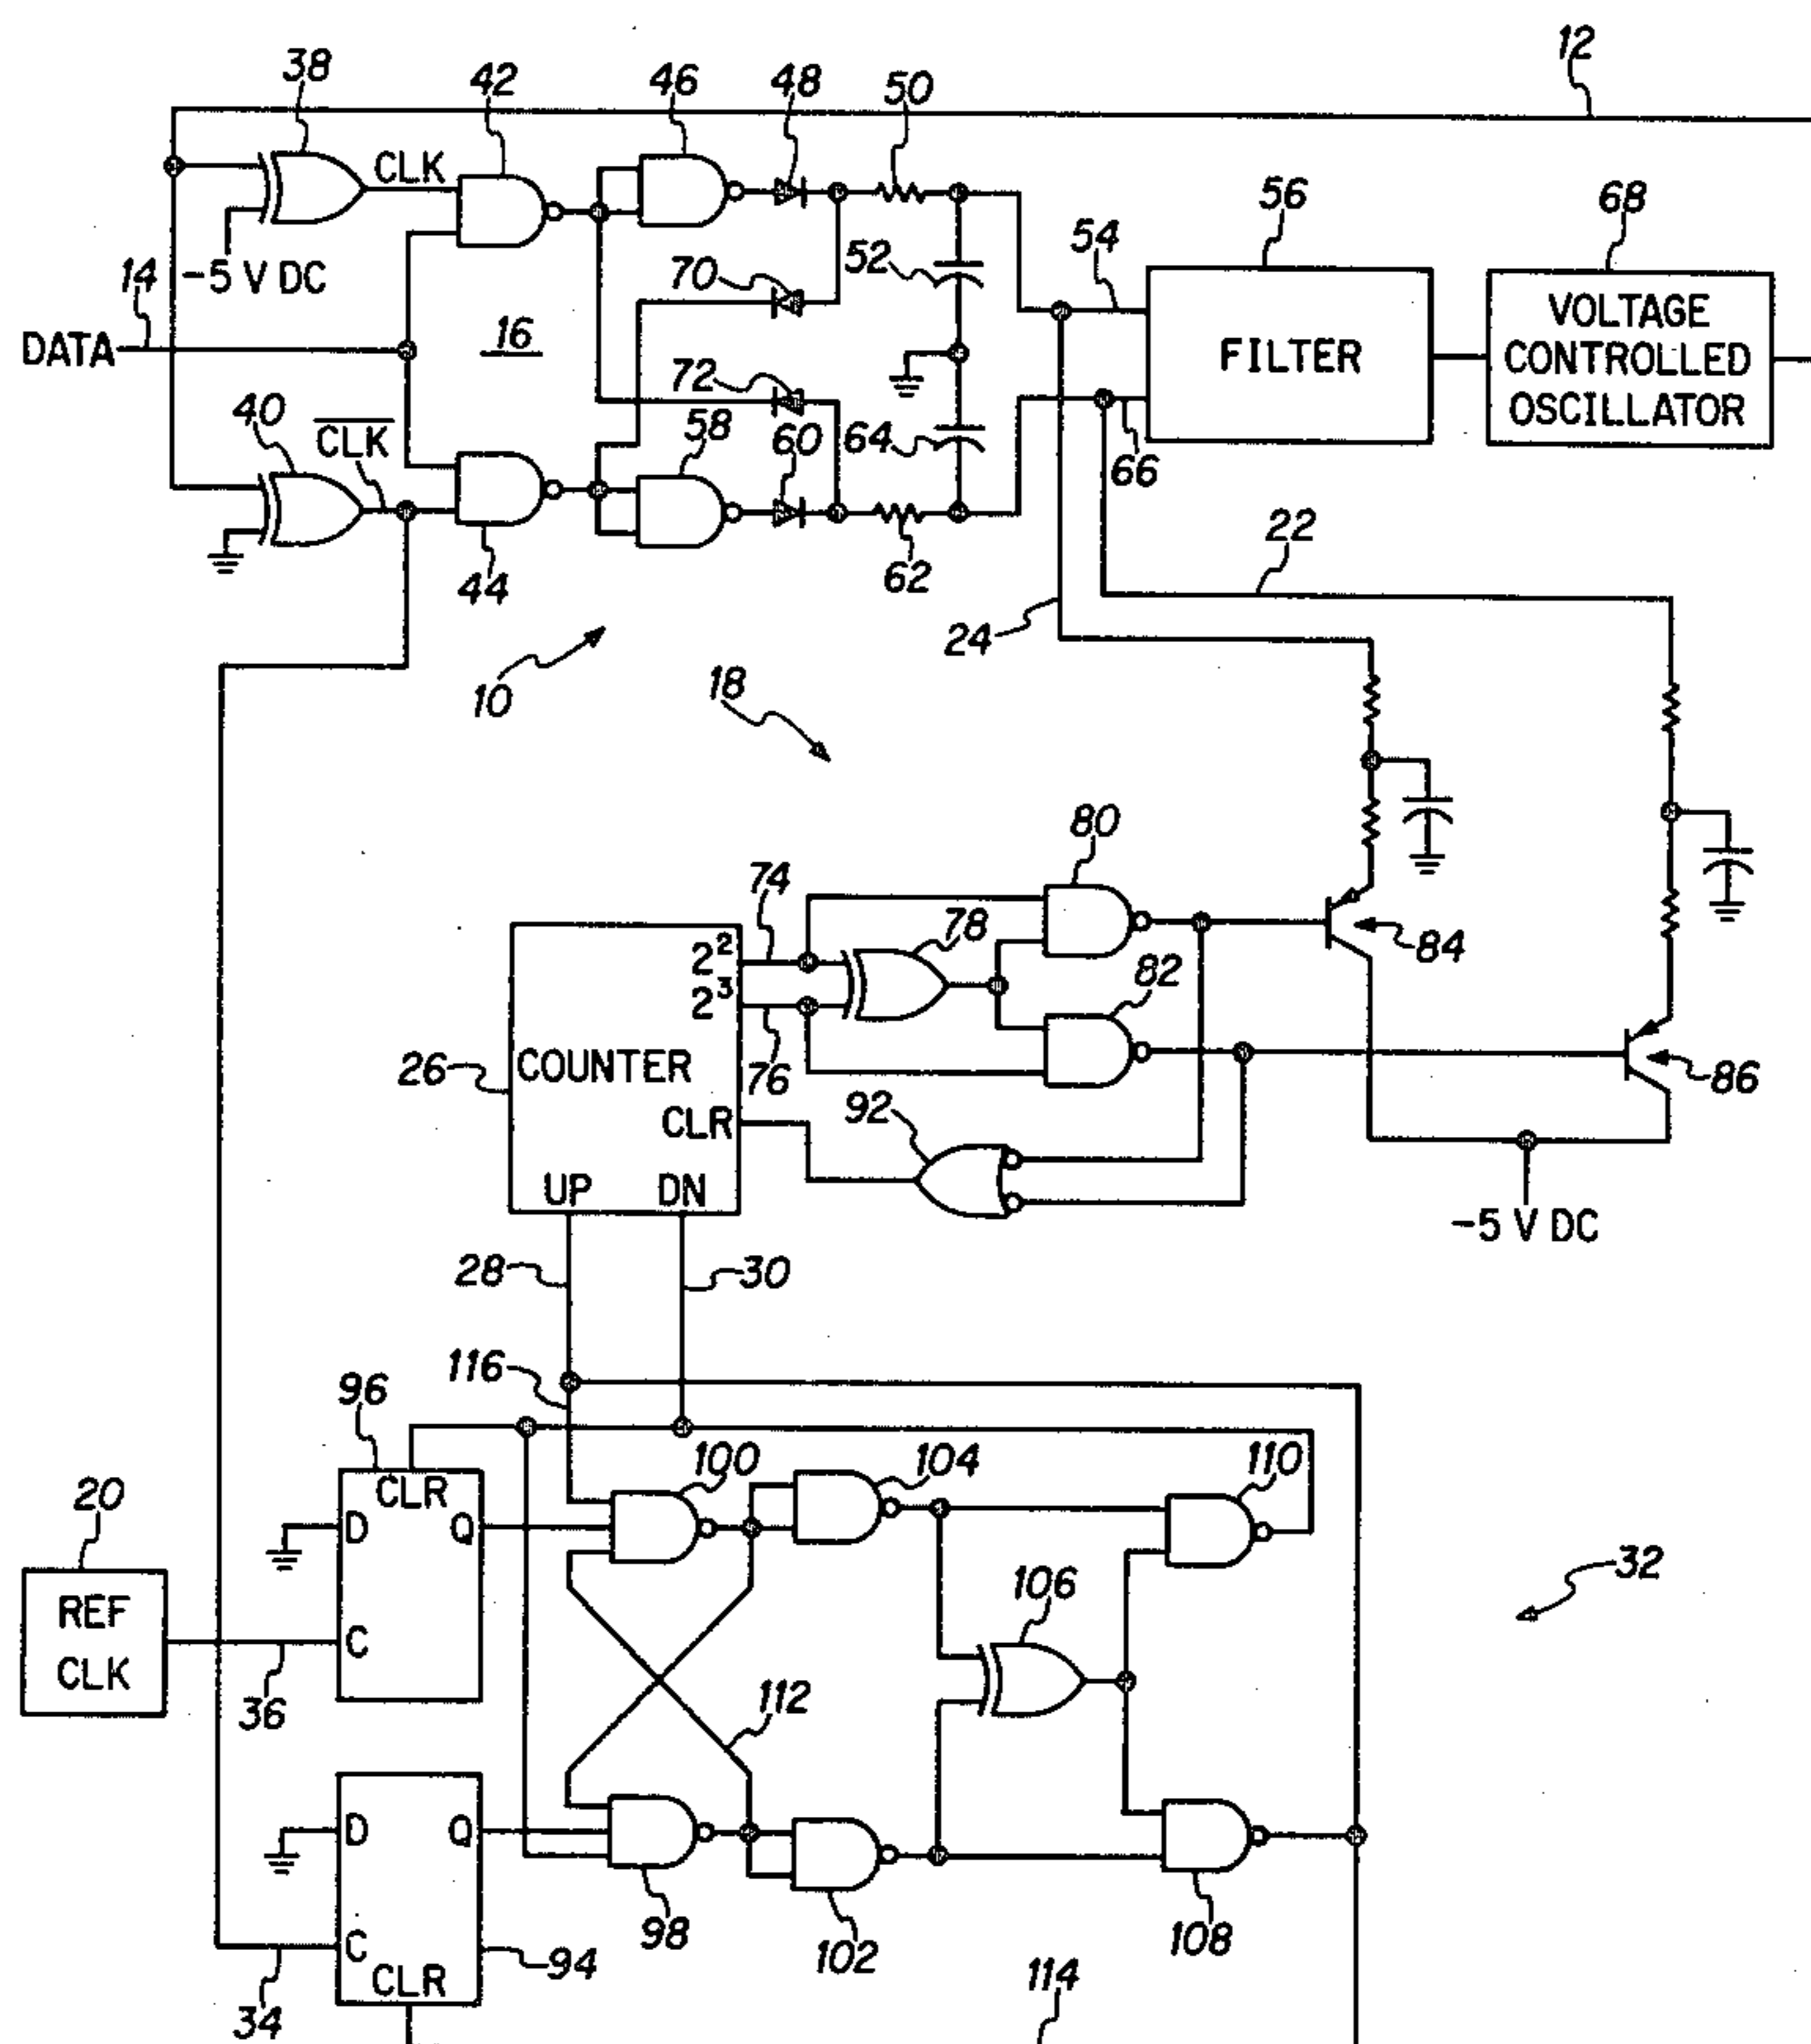 12
38
42
46
48
50
CLK
-5 V DC
14
DATA
16
70
52
54
56
68
FILTER
VOLTAGE
CONTROLLED
OSCILLATOR
72
40
CLK
58
60
64
66
44
62
22
24
10
18
80
74
78
84
2²
2³
82
26
COUNTER
76
86
92
CLR
UP
DN
-5 V DC
28
30
116
96
100
104
110
CLR
20
D
Q
REF
CLK
C
106
32
36
112
D
Q
98
102
108
C
94
CLR
114
34